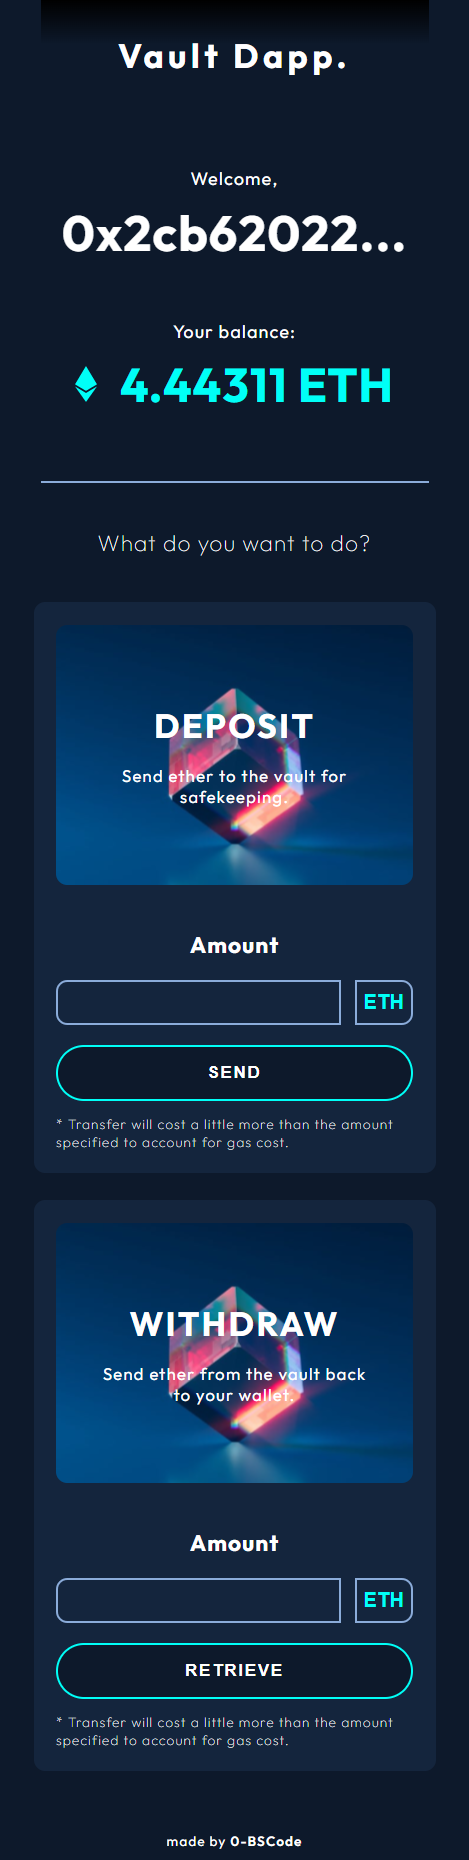 Vault Dapp.
Welcome,
0x2cb62022...
Your balance:
4.44311 ETH
What do you want to do?
DEPOSIT
Send ether to the vault for
safekeeping.
Amount
ETH
SEND
* Transfer will cost a little more than the amount
specified to account for gas cost.
WITHDRAW
Send ether from the vault back
to your wallet.
Amount
ETH
RETRIEVE
* Transfer will cost a little more than the amount
specified to account for gas cost.
made by 0-BSCode